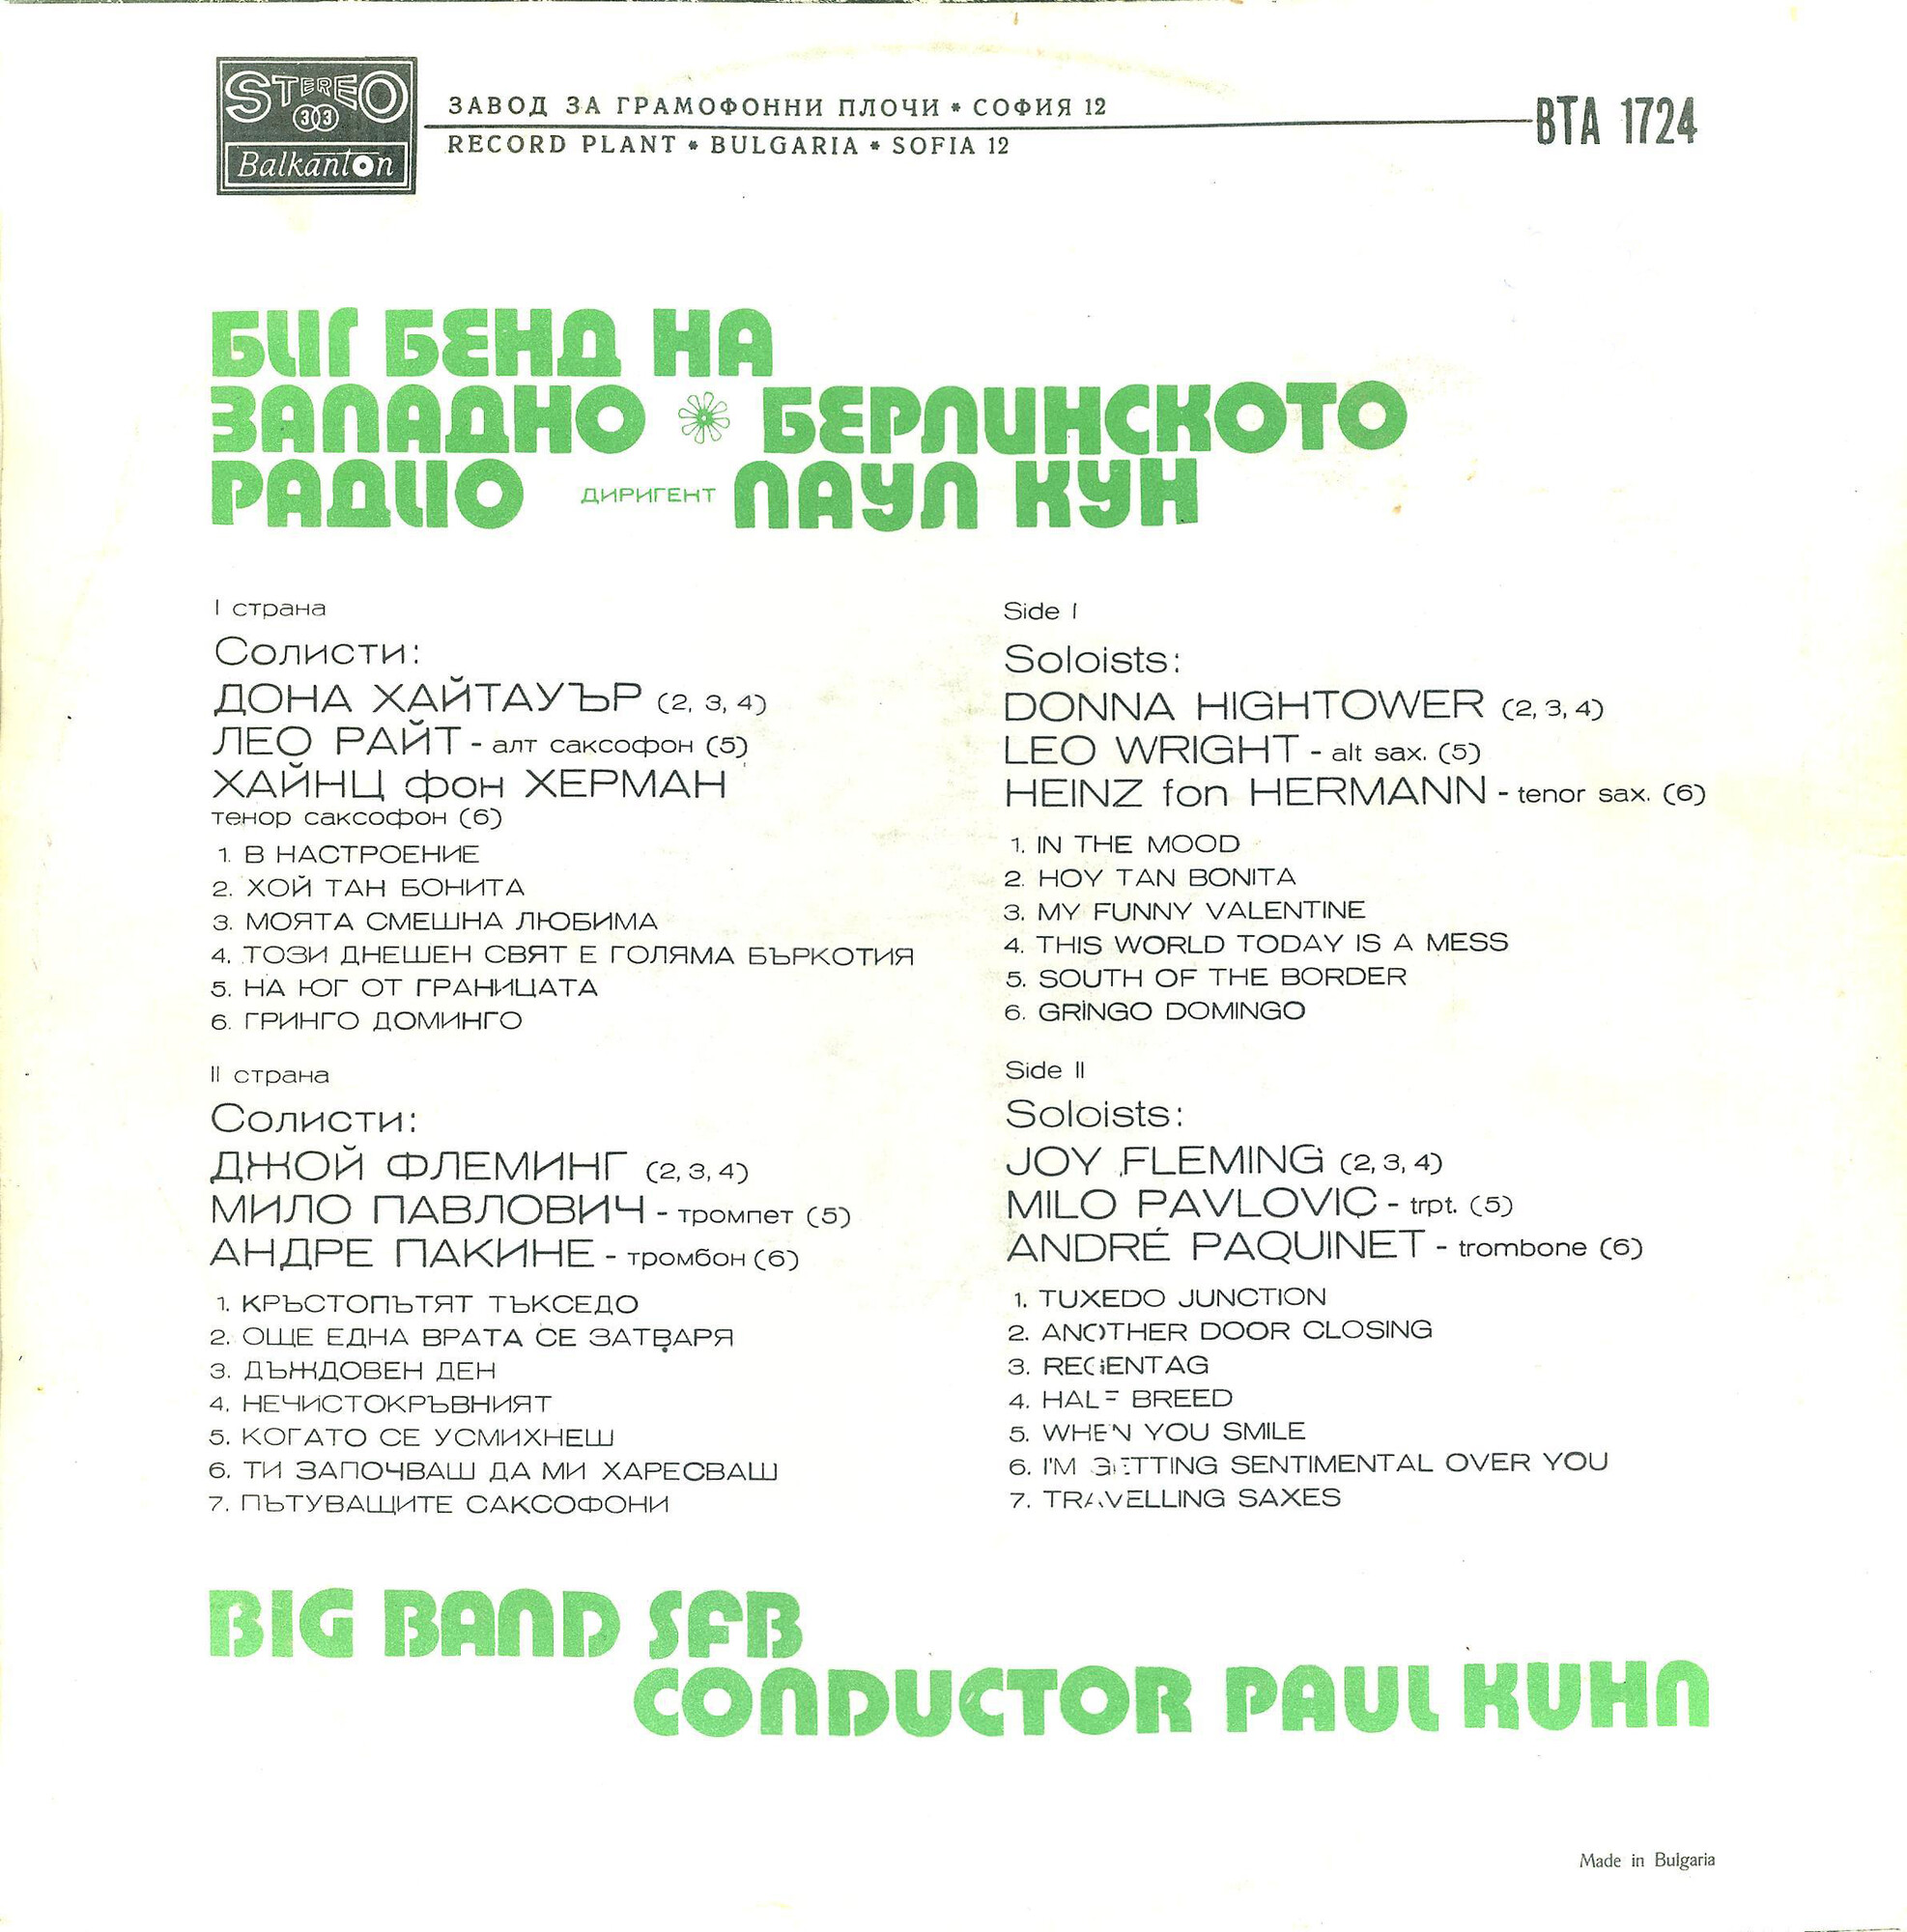 STEREO
33
Balkanton
ЗАВОД ЗА ГРАМОФОННИ ПЛОЧИ * СОФИЯ 12
RECORD PLANT * BULGARIA * SOFIA 12
ВТА 1724
БИГ БЕНД НА
ЗАПАДНО * БЕРЛИНСКОТО
РАДИО ДИРИГЕНТ ПАУЛ КУН
I страна
Солисти:
ДОНА ХАЙТАУЪР (2, 3, 4)
ЛЕО РАЙТ - алт саксофон (5)
ХАЙНЦ фон ХЕРМАН
тенор саксофон (6)
1. В НАСТРОЕНИЕ
2. ХОЙ ТАН БОНИТА
3. МОЯТА СМЕШНА ЛЮБИМА
4. ТОЗИ ДНЕШЕН СВЯТ Е ГОЛЯМА БЪРКОТИЯ
5. НА ЮГ ОТ ГРАНИЦАТА
6. ГРИНГО ДОМИНГО
II страна
Солисти:
ДЖОЙ ФЛЕМИНГ (2, 3, 4)
МИЛО ПАВЛОВИЧ - тромпет (5)
АНДРЕ ПАКИНЕ - тромбон (6)
1. КРЪСТОПЪТЯТ ТЪКСЕДО
2. ОЩЕ ЕДНА ВРАТА СЕ ЗАТВАРЯ
3. ДЪЖДОВЕН ДЕН
4. НЕЧИСТОКРЪВНИЯТ
5. КОГАТО СЕ УСМИХНЕШ
6. ТИ ЗАПОЧВАШ ДА МИ ХАРЕСВАШ
7. ПЪТУВАЩИТЕ САКСОФОНИ
Side I
Soloists:
DONNA HIGHTOWER (2, 3, 4)
LEO WRIGHT - alt sax. (5)
HEINZ fon HERMANN - tenor sax. (6)
1. IN THE MOOD
2. HOY TAN BONITA
3. MY FUNNY VALENTINE
4. THIS WORLD TODAY IS A MESS
5. SOUTH OF THE BORDER
6. GRINGO DOMINGO
Side II
Soloists:
JOY FLEMING (2, 3, 4)
MILO PAVLOVIC - trpt. (5)
ANDRÉ PAQUINET - trombone (6)
1. TUXEDO JUNCTION
2. ANOTHER DOOR CLOSING
3. REGENTAG
4. HALF BREED
5. WHEN YOU SMILE
6. I'M GETTING SENTIMENTAL OVER YOU
7. TRAVELLING SAXES
BIG BAND SFB
CONDUCTOR PAUL KUHN
Made in Bulgaria